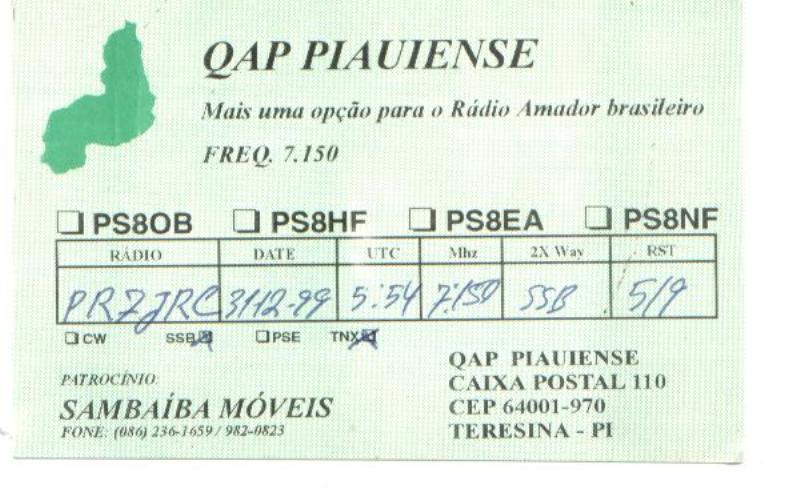 QAP PIAUIENSE
Mais uma opção para o Rádio Amador brasileiro
FREQ. 7.150
PS8OB PS8HF PS8EA PS8NF
RÁDIO DATE UTC Mhz 2X Way RST
PR7JRC 31-12-99 5:54 7.150 SSB 5/9
CW SSB PSE TNX
PATROCÍNIO:
SAMBAÍBA MÓVEIS
FONE: (086) 236-1659 / 982-0823
QAP PIAUIENSE
CAIXA POSTAL 110
CEP 64001-970
TERESINA - PI